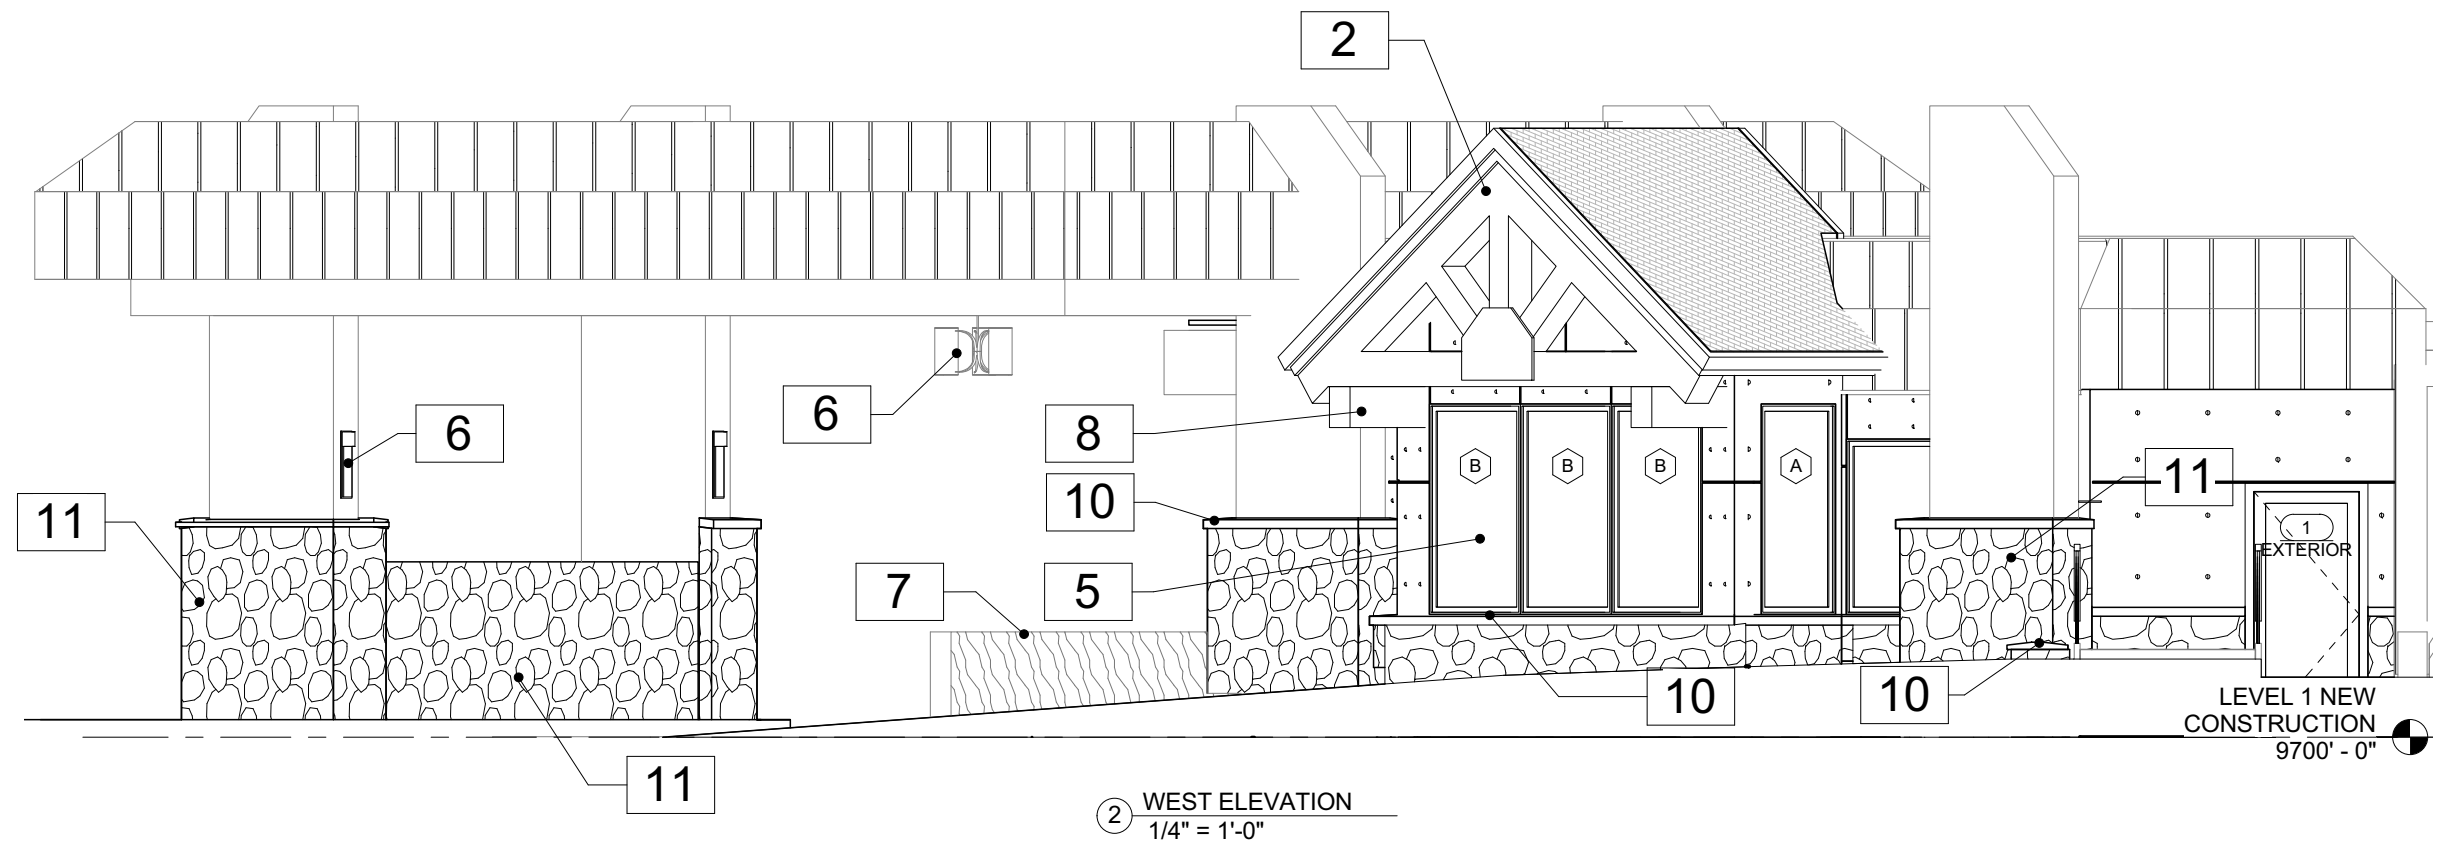 2
6
6
8
11
10
11
B
B
B
A
1
EXTERIOR
7
5
10
10
11
LEVEL 1 NEW
CONSTRUCTION
9700' - 0"
2
WEST ELEVATION
1/4" = 1'-0"